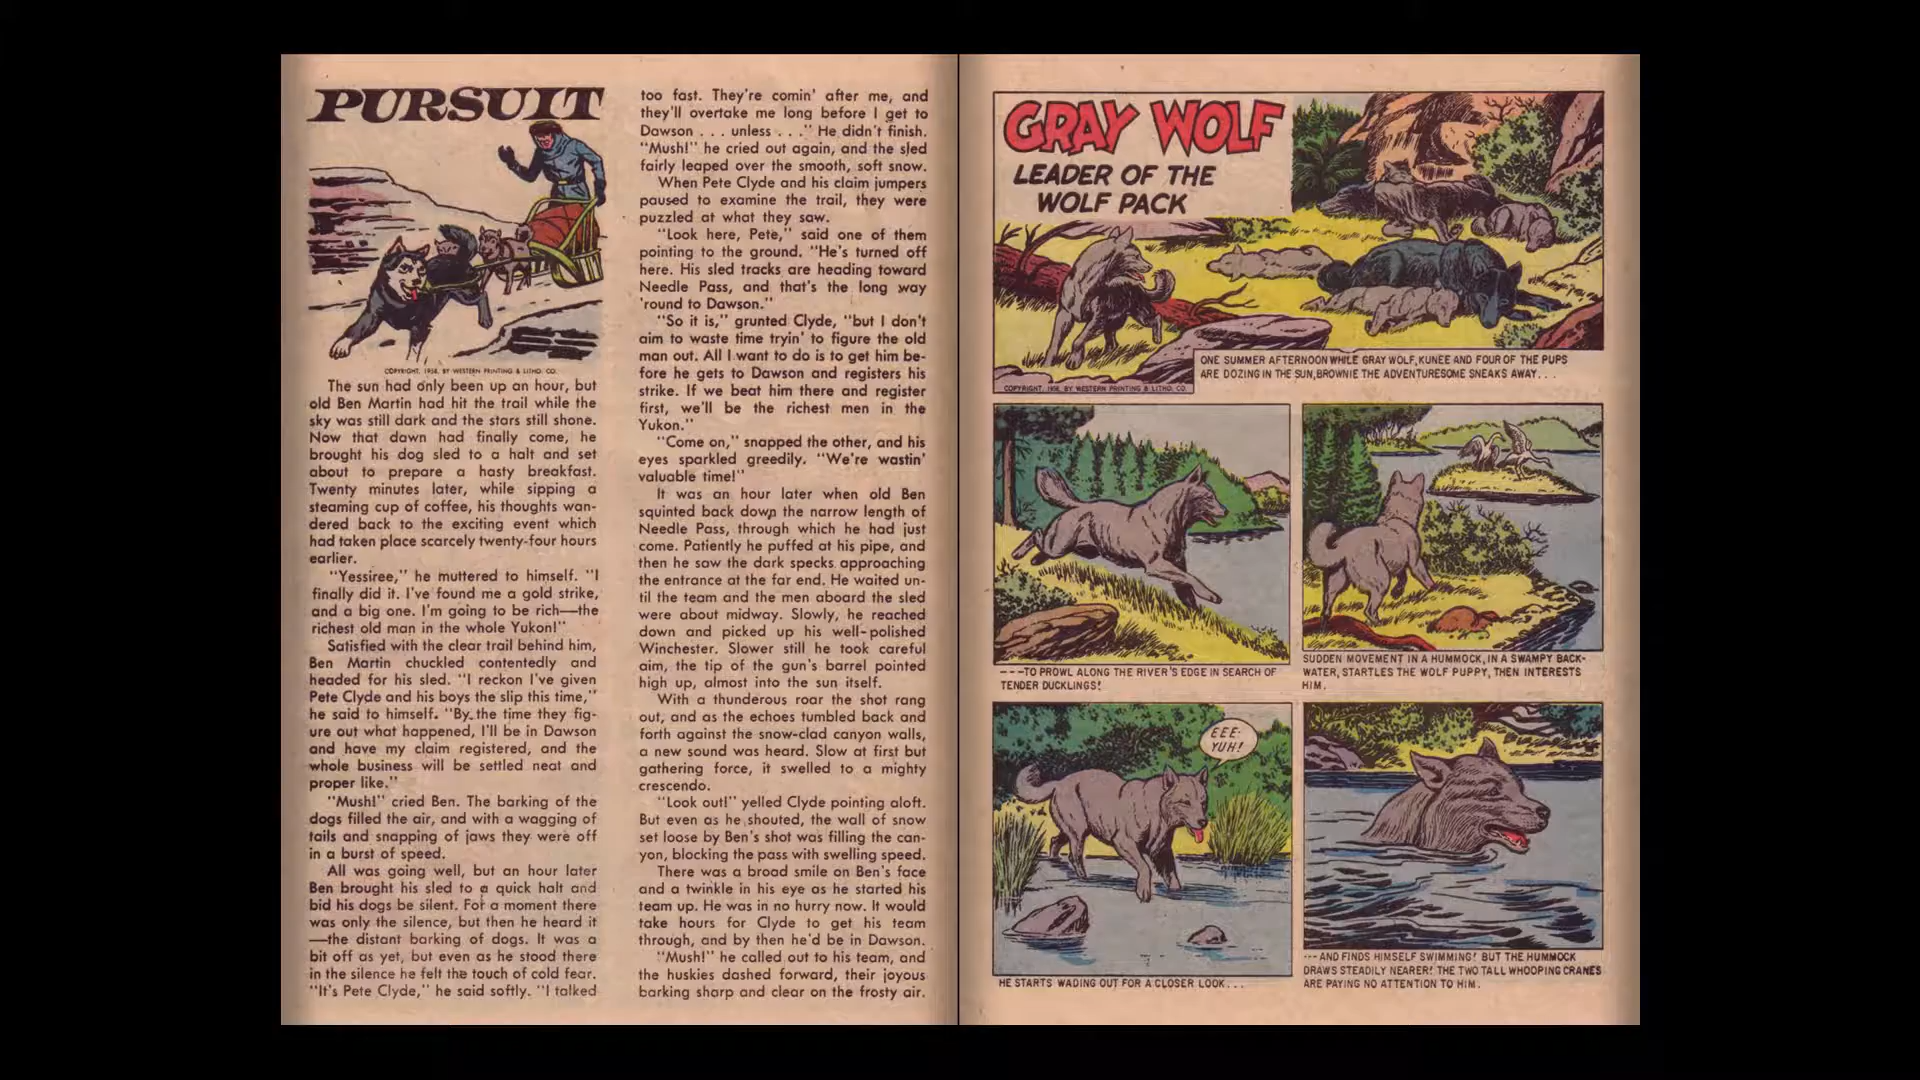 PURSUIT
COPYRIGHT, 1958, BY WESTERN PRINTING & LITHO. CO.
The sun had only been up an hour, but
old Ben Martin had hit the trail while the
sky was still dark and the stars still shone.
Now that dawn had finally come, he
brought his dog sled to a halt and set
about to prepare a hasty breakfast.
Twenty minutes later, while sipping a
steaming cup of coffee, his thoughts wan-
dered back to the exciting event which
had taken place scarcely twenty-four hours
earlier.
"Yessiree," he muttered to himself. "I
finally did it. I've found me a gold strike,
and a big one. I'm going to be rich—the
richest old man in the whole Yukon!"
Satisfied with the clear trail behind him,
Ben Martin chuckled contentedly and
headed for his sled. "I reckon I've given
Pete Clyde and his boys the slip this time,"
he said to himself. "By the time they fig-
ure out what happened, I'll be in Dawson
and have my claim registered, and the
whole business will be settled neat and
proper like."
"Mush!" cried Ben. The barking of the
dogs filled the air, and with a wagging of
tails and snapping of jaws they were off
in a burst of speed.
All was going well, but an hour later
Ben brought his sled to a quick halt and
bid his dogs be silent. For a moment there
was only the silence, but then he heard it
—the distant barking of dogs. It was a
bit off as yet, but even as he stood there
in the silence he felt the touch of cold fear.
"It's Pete Clyde," he said softly. "I talked
too fast. They're comin' after me, and
they'll overtake me long before I get to
Dawson . . . unless . . ." He didn't finish.
"Mush!" he cried out again, and the sled
fairly leaped over the smooth, soft snow.
When Pete Clyde and his claim jumpers
paused to examine the trail, they were
puzzled at what they saw.
"Look here, Pete," said one of them
pointing to the ground. "He's turned off
here. His sled tracks are heading toward
Needle Pass, and that's the long way
'round to Dawson."
"So it is," grunted Clyde, "but I don't
aim to waste time tryin' to figure the old
man out. All I want to do is to get him be-
fore he gets to Dawson and registers his
strike. If we beat him there and register
first, we'll be the richest men in the
Yukon."
"Come on," snapped the other, and his
eyes sparkled greedily. "We're wastin'
valuable time!"
It was an hour later when old Ben
squinted back down the narrow length of
Needle Pass, through which he had just
come. Patiently he puffed at his pipe, and
then he saw the dark specks approaching
the entrance at the far end. He waited un-
til the team and the men aboard the sled
were about midway. Slowly, he reached
down and picked up his well-polished
Winchester. Slower still he took careful
aim, the tip of the gun's barrel pointed
high up, almost into the sun itself.
With a thunderous roar the shot rang
out, and as the echoes tumbled back and
forth against the snow-clad canyon walls,
a new sound was heard. Slow at first but
gathering force, it swelled to a mighty
crescendo.
"Look out!" yelled Clyde pointing aloft.
But even as he shouted, the wall of snow
set loose by Ben's shot was filling the can-
yon, blocking the pass with swelling speed.
There was a broad smile on Ben's face
and a twinkle in his eye as he started his
team up. He was in no hurry now. It would
take hours for Clyde to get his team
through, and by then he'd be in Dawson.
"Mush!" he called out to his team, and
the huskies dashed forward, their joyous
barking sharp and clear on the frosty air.
GRAY WOLF
LEADER OF THE
WOLF PACK
ONE SUMMER AFTERNOON WHILE GRAY WOLF, KUNEE AND FOUR OF THE PUPS
ARE DOZING IN THE SUN, BROWNIE THE ADVENTURESOME SNEAKS AWAY...
COPYRIGHT, 1958, BY WESTERN PRINTING & LITHO. CO.
---TO PROWL ALONG THE RIVER'S EDGE IN SEARCH OF
TENDER DUCKLINGS!
SUDDEN MOVEMENT IN A HUMMOCK, IN A SWAMPY BACK-
WATER, STARTLES THE WOLF PUPPY, THEN INTERESTS
HIM.
EEE-
YUH!
HE STARTS WADING OUT FOR A CLOSER LOOK...
---AND FINDS HIMSELF SWIMMING! BUT THE HUMMOCK
DRAWS STEADILY NEARER! THE TWO TALL WHOOPING CRANES
ARE PAYING NO ATTENTION TO HIM.